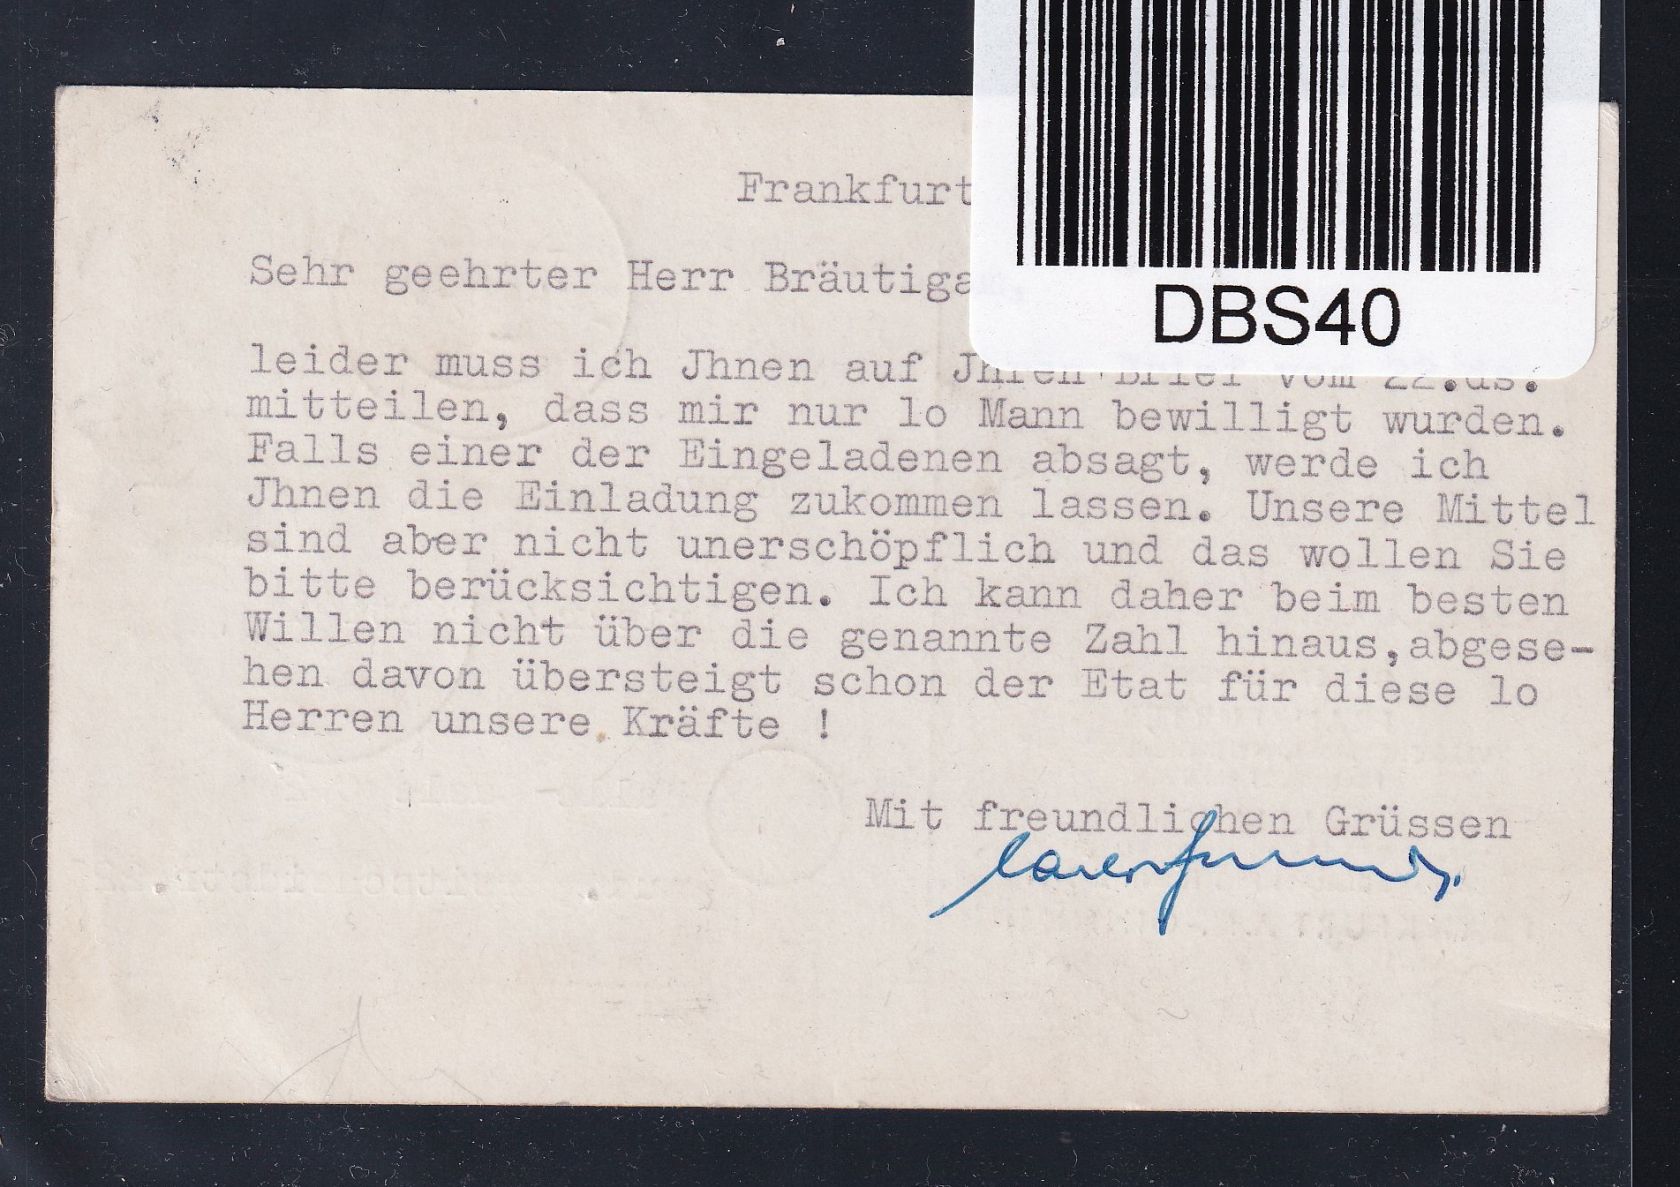 DBS40
Frankfurt
Sehr geehrter Herr
leider muss ich Jhnen auf Jhren Brief vom 22.ds.
mitteilen, dass mir nur lo Mann bewilligt wurden.
Falls einer der Eingeladenen absagt, werde ich
Jhnen die Einladung zukommen lassen. Unsere Mittel
sind aber nicht unerschöpflich und das wollen Sie
bitte berücksichtigen. Ich kann daher beim besten
Willen nicht über die genannte Zahl hinaus,abgese-
hen davon übersteigt schon der Etat für diese lo
Herren unsere Kräfte !
Mit freundlichen Grüssen